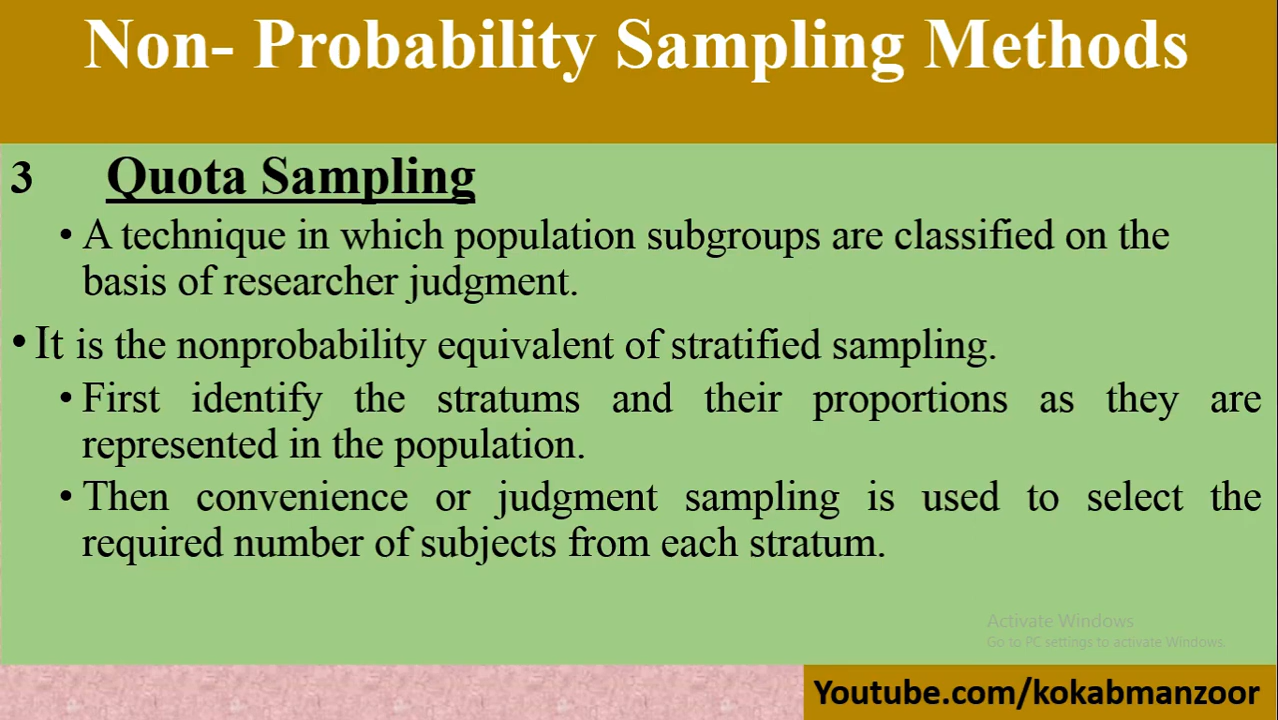 Non- Probability Sampling Methods
3 Quota Sampling
• A technique in which population subgroups are classified on the
basis of researcher judgment.
• It is the nonprobability equivalent of stratified sampling.
• First identify the stratums and their proportions as they are
represented in the population.
• Then convenience or judgment sampling is used to select the
required number of subjects from each stratum.
Activate Windows
Go to PC settings to activate Windows.
Youtube.com/kokabmanzoor